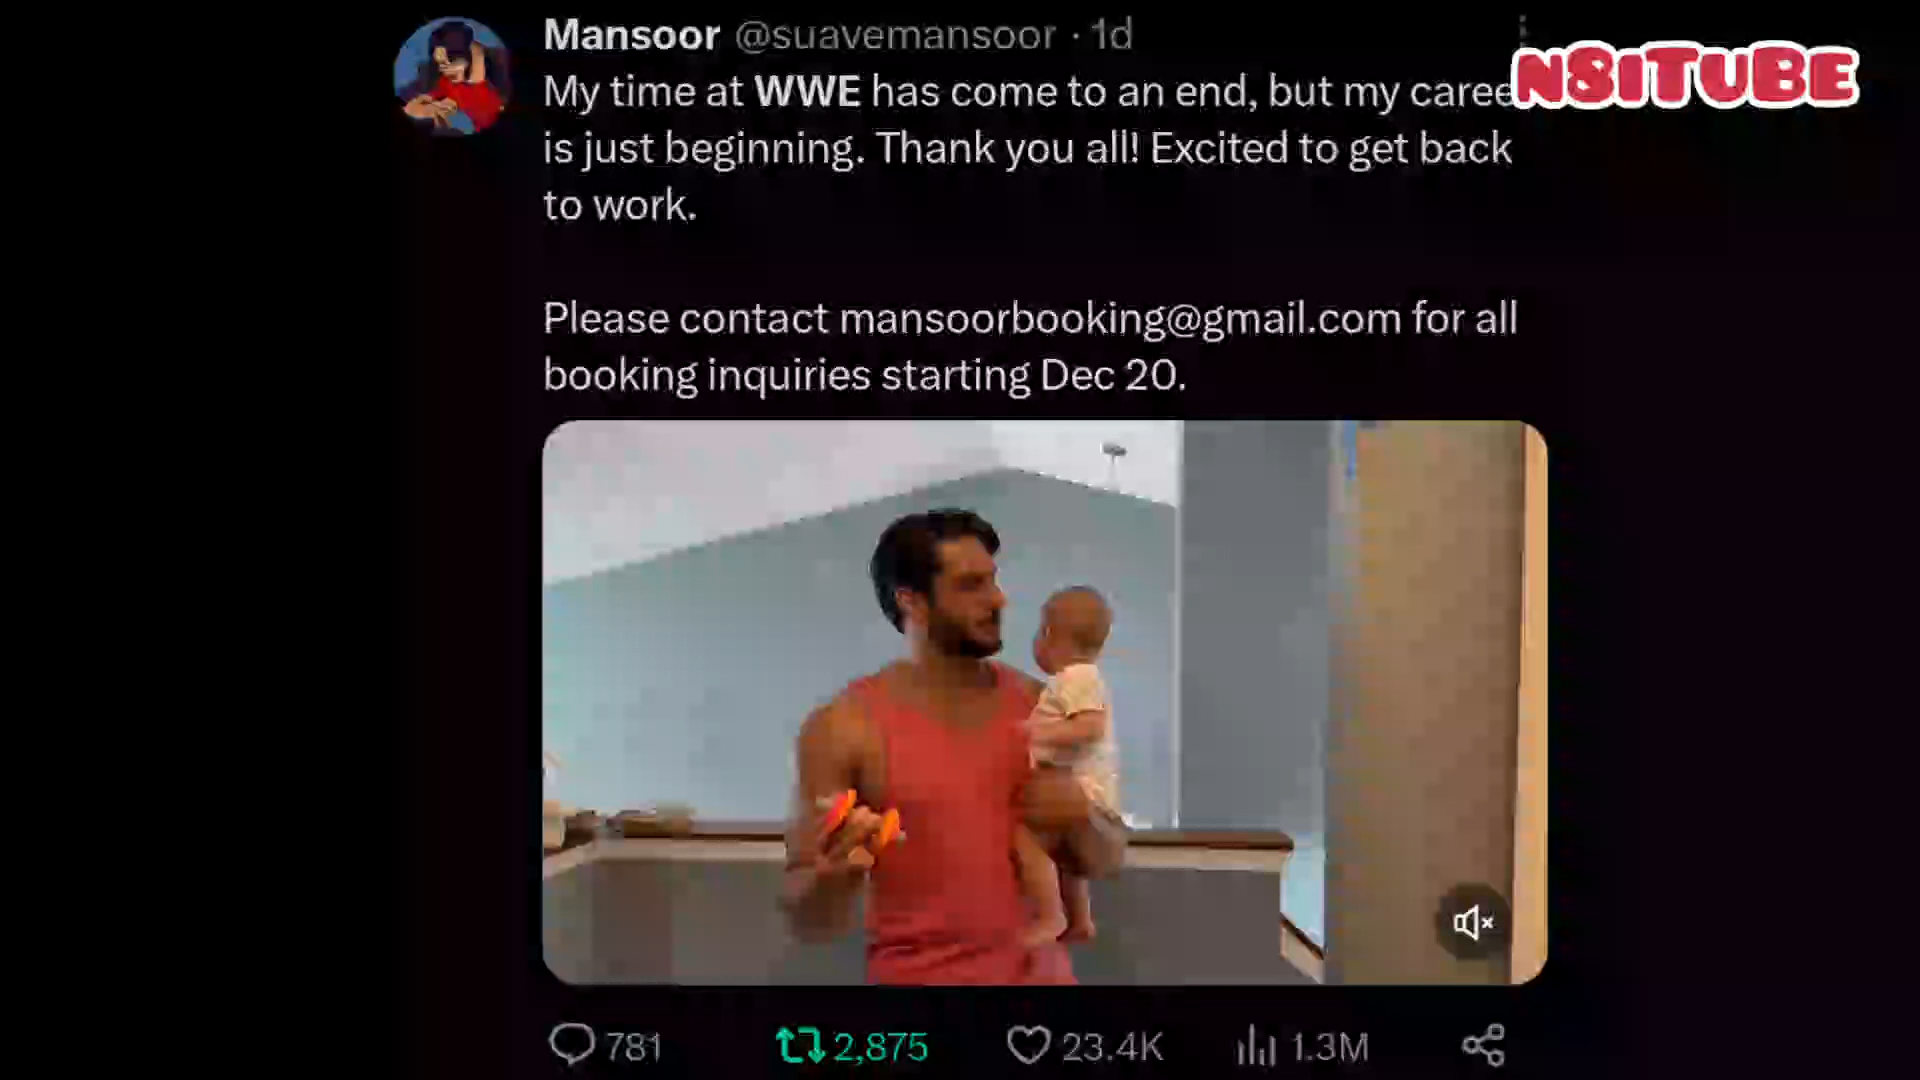 Mansoor @suavemansoor · 1d
N8iTUBE
My time at WWE has come to an end, but my caree
is just beginning. Thank you all! Excited to get back
to work.
Please contact mansoorbooking@gmail.com for all
booking inquiries starting Dec 20.
781 2,875 23.4K 1.3M